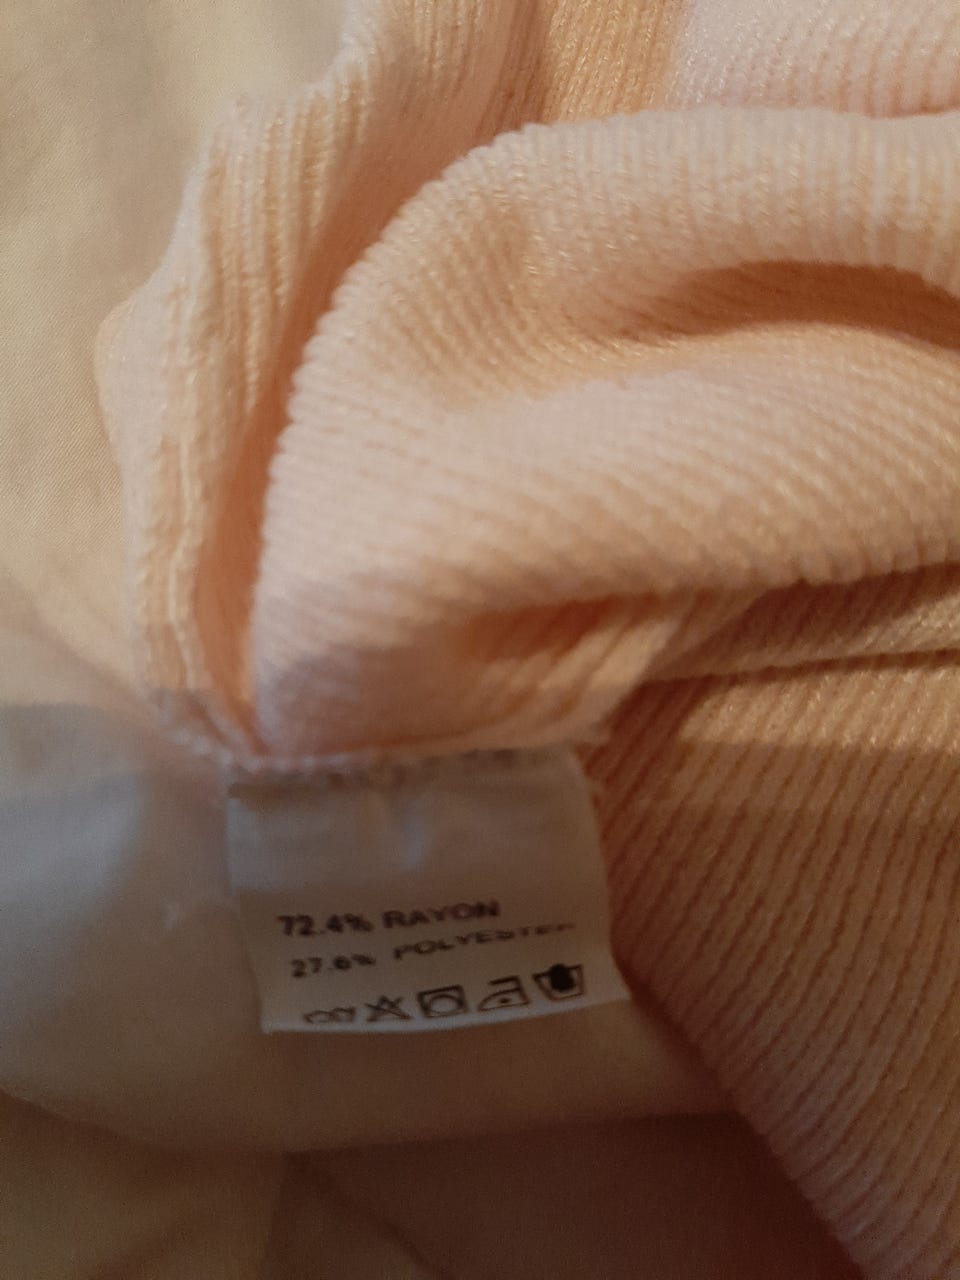 72.4% RAYON
27.6% POLYESTER